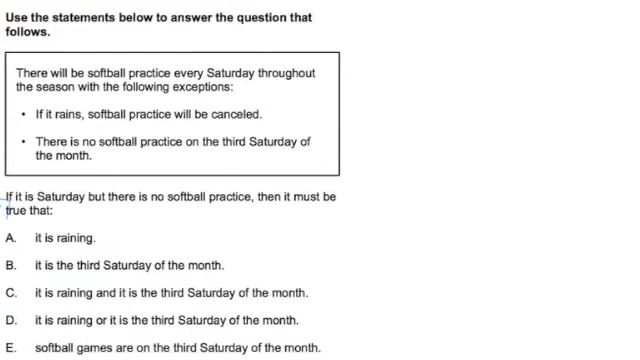 Use the statements below to answer the question that
follows.
There will be softball practice every Saturday throughout
the season with the following exceptions:
• If it rains, softball practice will be canceled.
• There is no softball practice on the third Saturday of
the month.
If it is Saturday but there is no softball practice, then it must be
true that:
A. it is raining.
B. it is the third Saturday of the month.
C. it is raining and it is the third Saturday of the month.
D. it is raining or it is the third Saturday of the month.
E. softball games are on the third Saturday of the month.